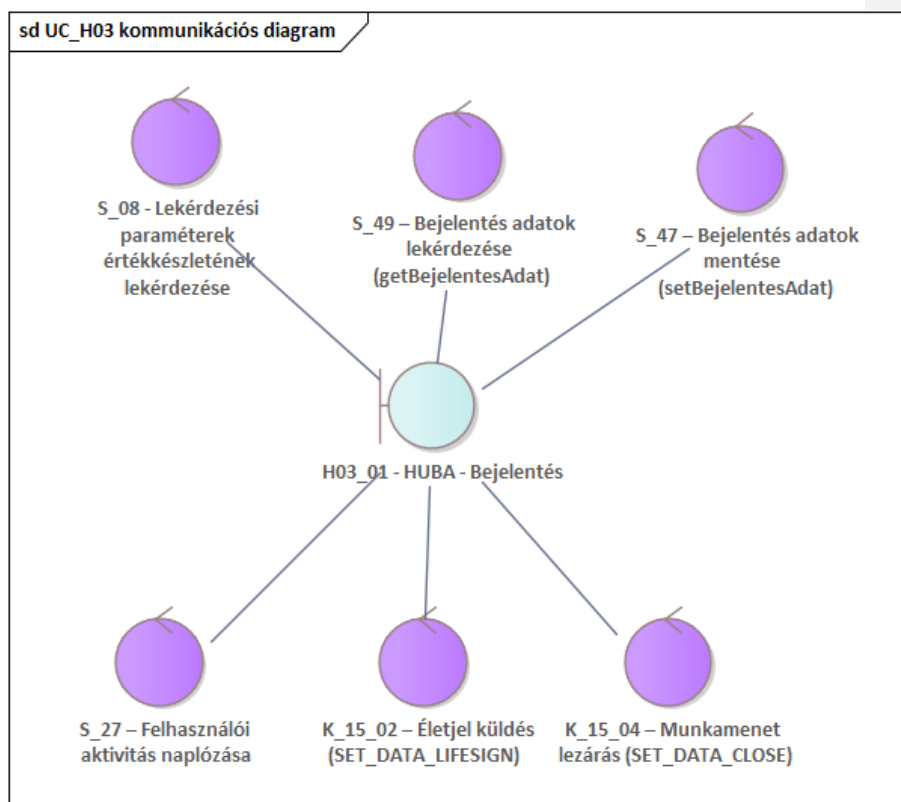 sd UC_H03 kommunikációs diagram
S_08 - Lekérdezési
paraméterek
értékkészletének
lekérdezése
S_49 – Bejelentés adatok
lekérdezése
(getBejelentesAdat)
S_47 – Bejelentés adatok
mentése
(setBejelentesAdat)
H03_01 - HUBA - Bejelentés
S_27 – Felhasználói
aktivitás naplózása
K_15_02 – Életjel küldés
(SET_DATA_LIFESIGN)
K_15_04 – Munkamenet
lezárás (SET_DATA_CLOSE)